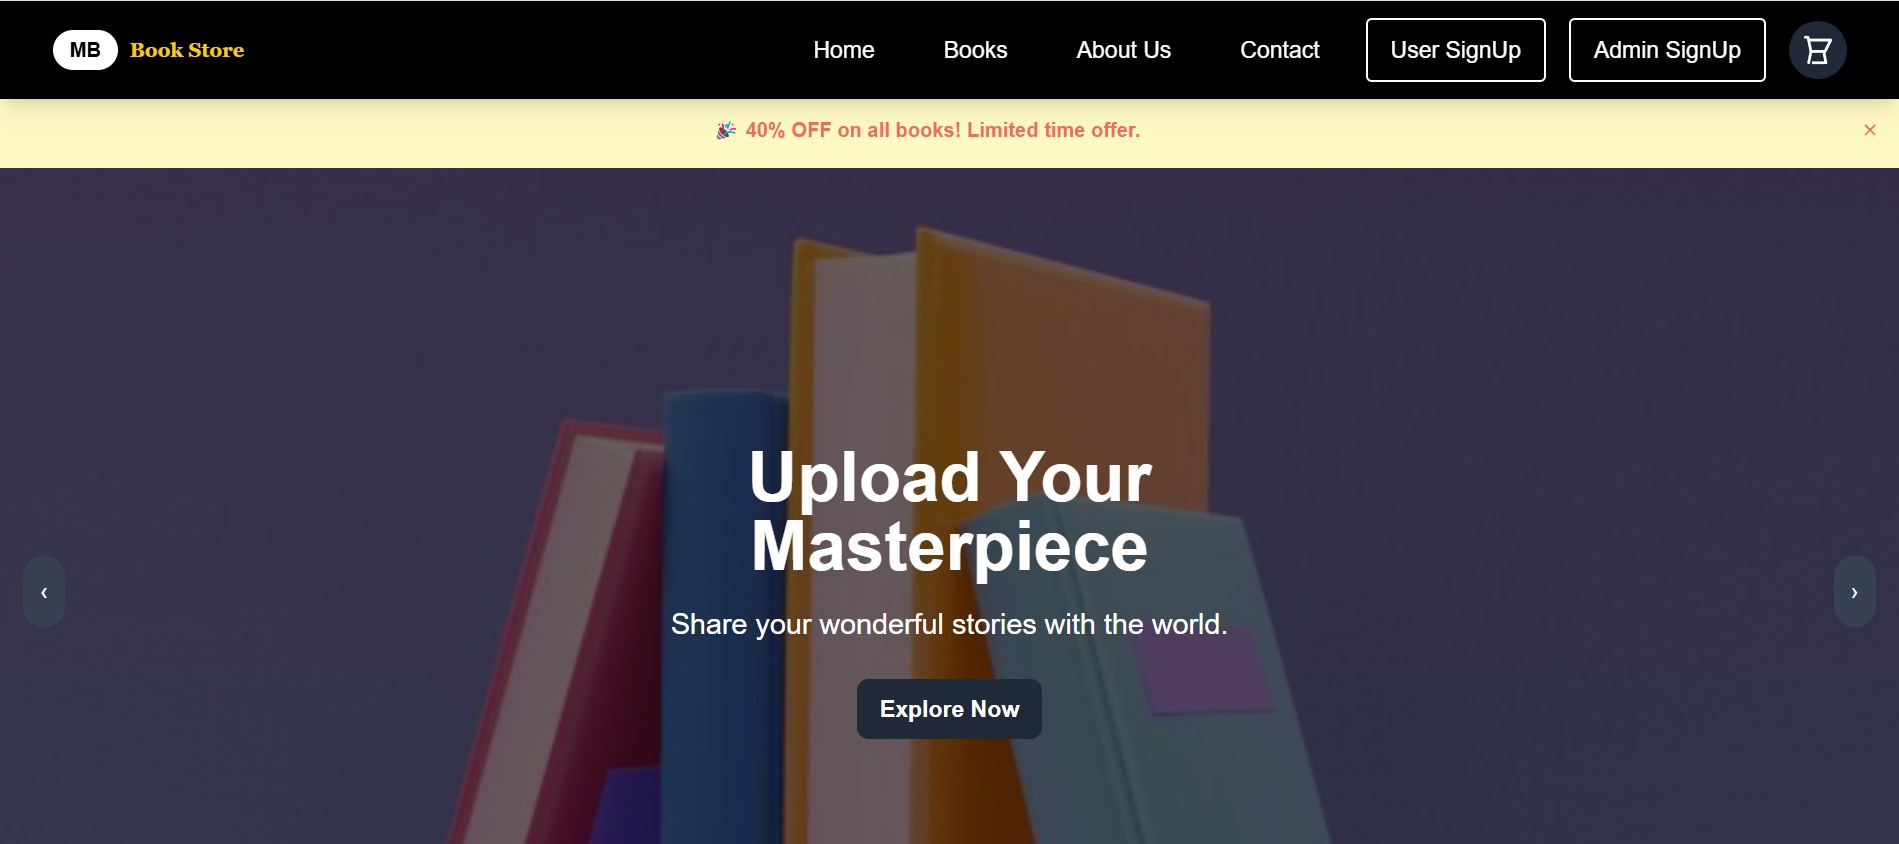 MB Book Store Home Books About Us Contact User SignUp Admin SignUp
🎉 40% OFF on all books! Limited time offer. ×
Upload Your
Masterpiece
‹ ›
Share your wonderful stories with the world.
Explore Now